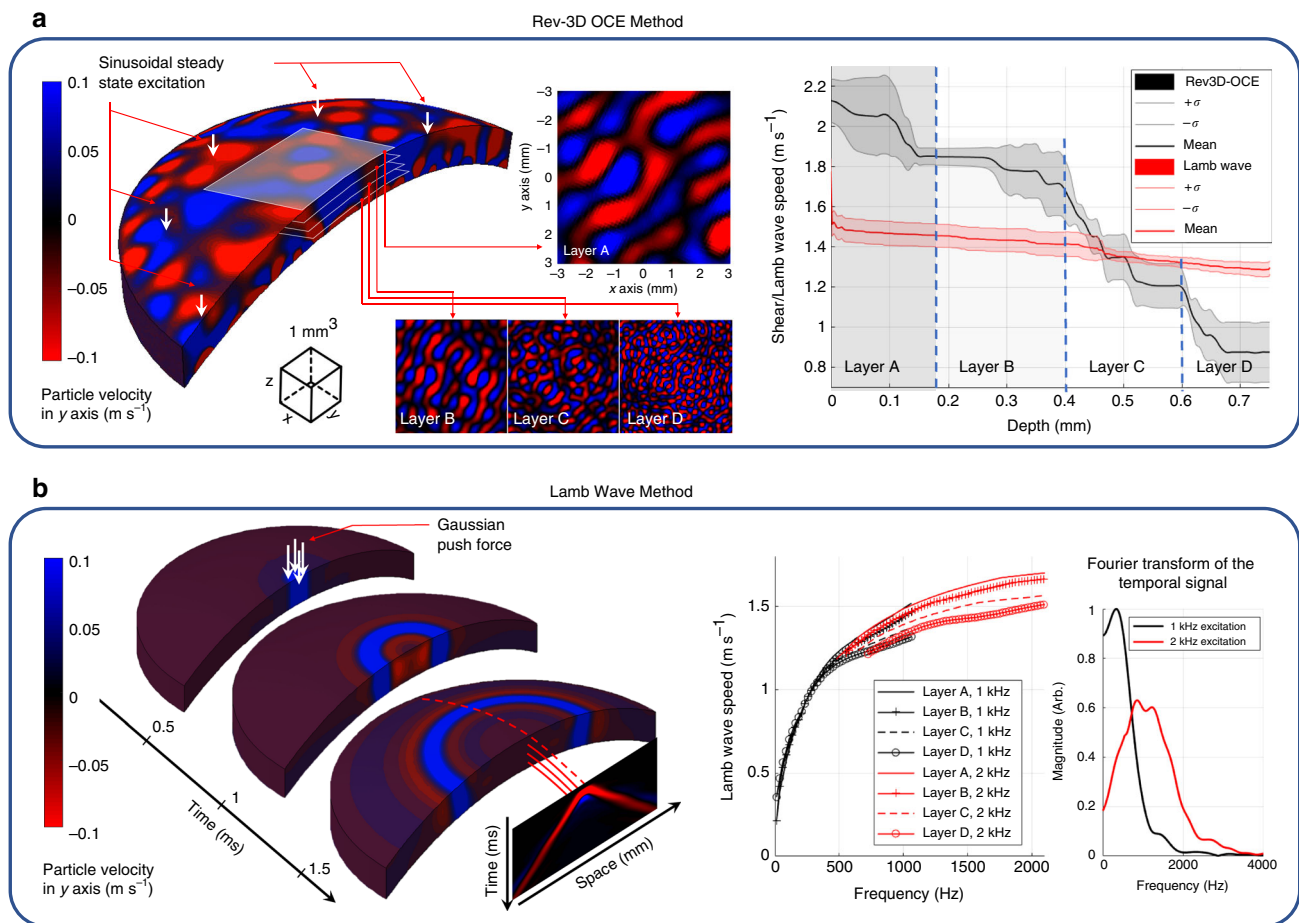 a
Rev-3D OCE Method
Sinusoidal steady
state excitation
0.1
0.05
0
−0.05
−0.1
Particle velocity
in y axis (m s⁻¹)
1 mm³
z
x
y
−3
−2
−1
0
1
2
3
y axis (mm)
Layer A
−3 −2 −1 0 1 2 3
x axis (mm)
Layer B
Layer C
Layer D
2.2
2
1.8
1.6
1.4
1.2
1
0.8
Shear/Lamb wave speed (m s⁻¹)
Rev3D-OCE
+σ
−σ
Mean
Lamb wave
+σ
−σ
Mean
Layer A
Layer B
Layer C
Layer D
0 0.1 0.2 0.3 0.4 0.5 0.6 0.7
Depth (mm)
b
Lamb Wave Method
Gaussian
push force
0.1
0.05
0
−0.05
−0.1
Particle velocity
in y axis (m s⁻¹)
0.5
1
1.5
Time (ms)
Time (ms)
Space (mm)
1.5
1
0.5
0
Lamb wave speed (m s⁻¹)
Layer A, 1 kHz
Layer B, 1 kHz
Layer C, 1 kHz
Layer D, 1 kHz
Layer A, 2 kHz
Layer B, 2 kHz
Layer C, 2 kHz
Layer D, 2 kHz
0 500 1000 1500 2000
Frequency (Hz)
Fourier transform of the
temporal signal
1
0.8
0.6
0.4
0.2
0
Magnitude (Arb.)
1 kHz excitation
2 kHz excitation
0 2000 4000
Frequency (Hz)